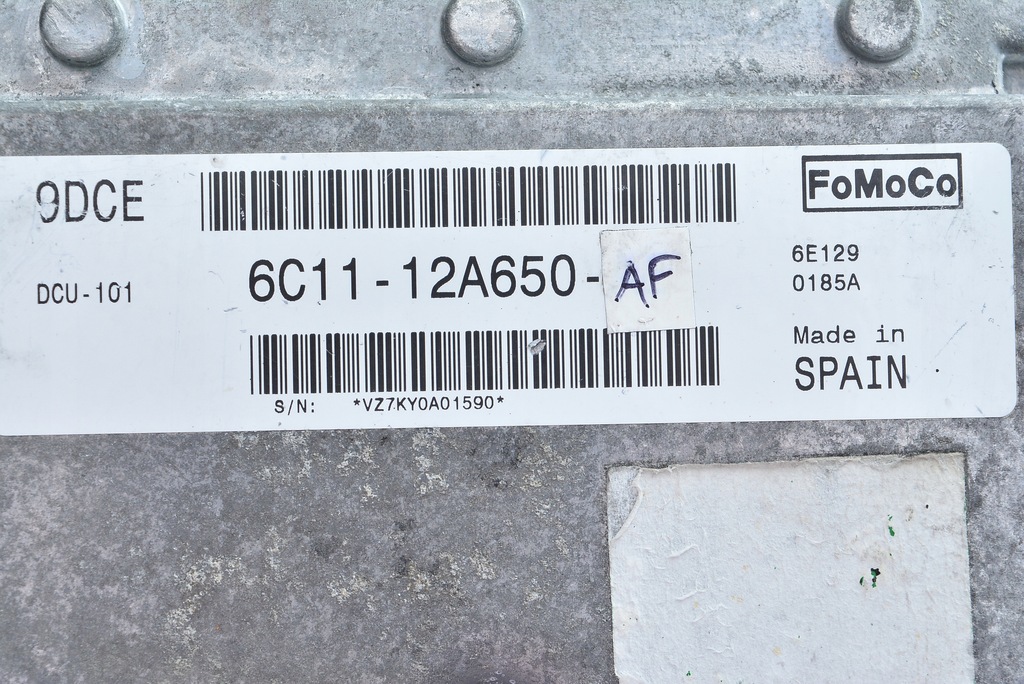 9DCE
FoMoCo
6C11-12A650-AF
6E129
0185A
DCU-101
Made in
SPAIN
S/N: *VZ7KY0A01590*